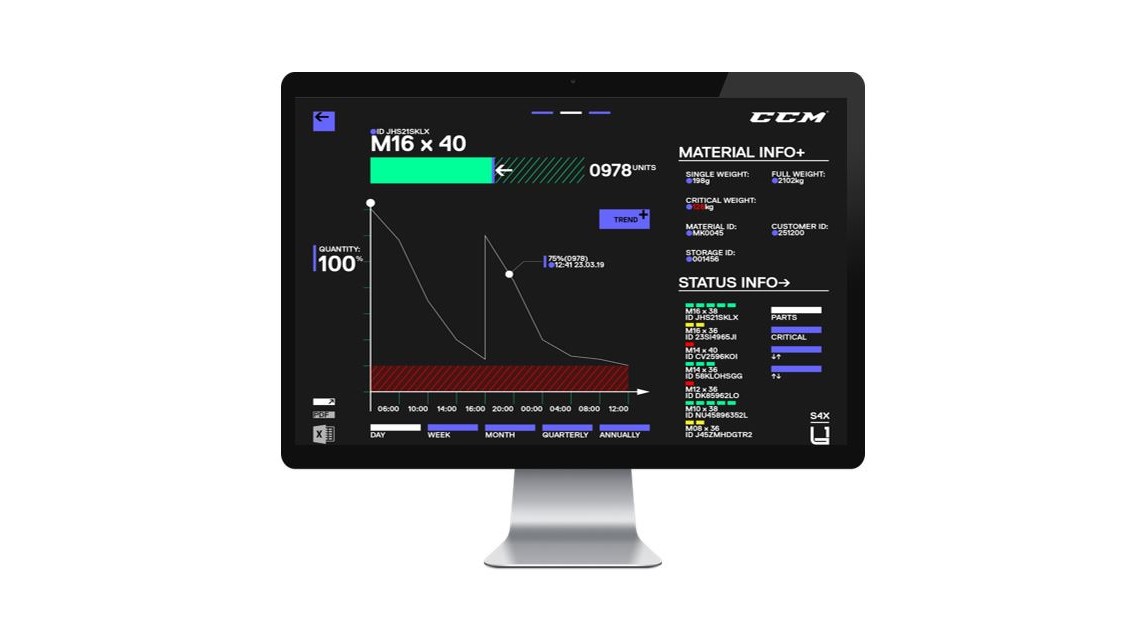 ID JHS21SKLX
M16 x 40
0978 UNITS
TREND+
QUANTITY:
100%
75%(0978)
12:41 23.03.19
06:00 10:00 14:00 16:00 20:00 00:00 04:00 08:00 12:00
PDF
X
DAY WEEK MONTH QUARTERLY ANNUALLY
CCM
MATERIAL INFO+
SINGLE WEIGHT: FULL WEIGHT:
198g 2102kg
CRITICAL WEIGHT:
kg
MATERIAL ID: CUSTOMER ID:
MK0045 251200
STORAGE ID:
001456
STATUS INFO→
M16 x 38
ID JHS21SKLX
M16 x 36
ID 23SI4965JI
M14 x 40
ID CV2596KOI
M14 x 36
ID 58KLOHSGG
M12 x 36
ID DK85962LO
M10 x 38
ID NU45896352L
M08 x 36
ID J45ZMHDGTR2
PARTS
CRITICAL
↓↑
↑↓
S4X